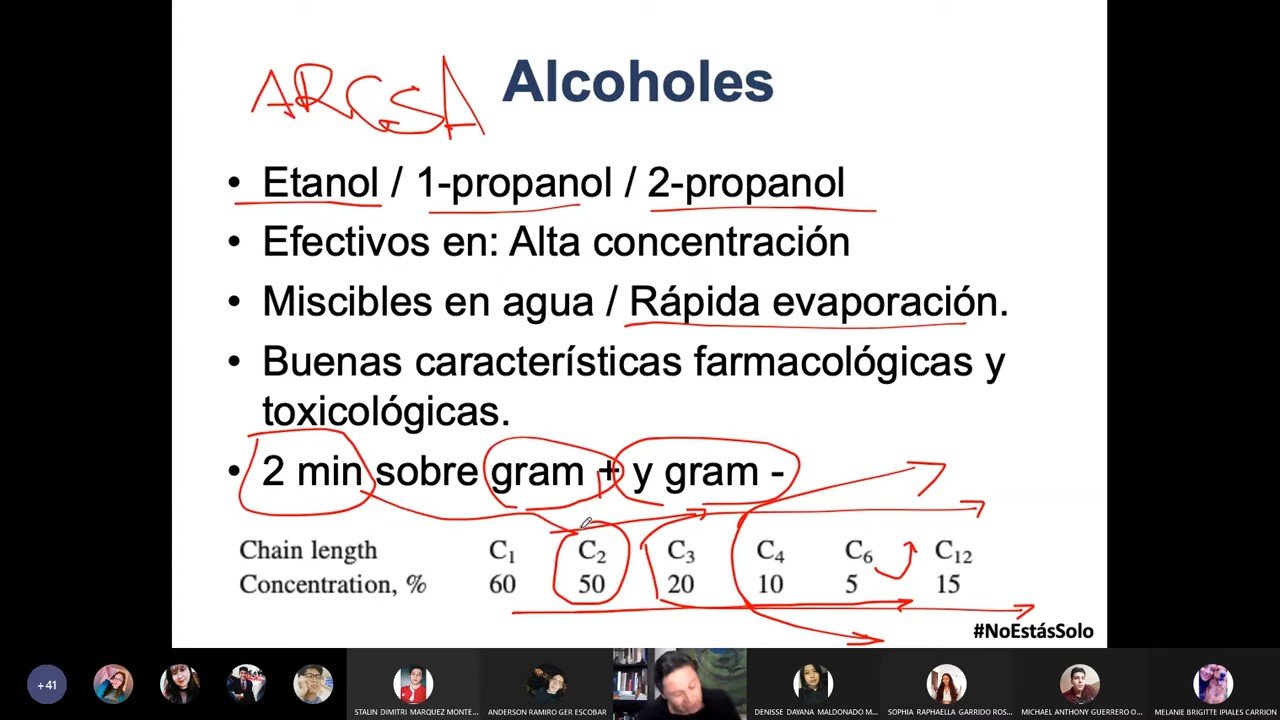 ARCSA Alcoholes
• Etanol / 1-propanol / 2-propanol
• Efectivos en: Alta concentración
• Miscibles en agua / Rápida evaporación.
• Buenas características farmacológicas y
toxicológicas.
• 2 min sobre gram + y gram -
Chain length C₁ C₂ C₃ C₄ C₆ C₁₂
Concentration, % 60 50 20 10 5 15
#NoEstásSolo
+41
STALIN DIMITRI MARQUEZ MONTE...
ANDERSON RAMIRO GER ESCOBAR
DENISSE DAYANA MALDONADO M...
SOPHIA RAPHAELLA GARRIDO ROS...
MICHAEL ANTHONY GUERRERO O...
MELANIE BRIGITTE IPIALES CARRION